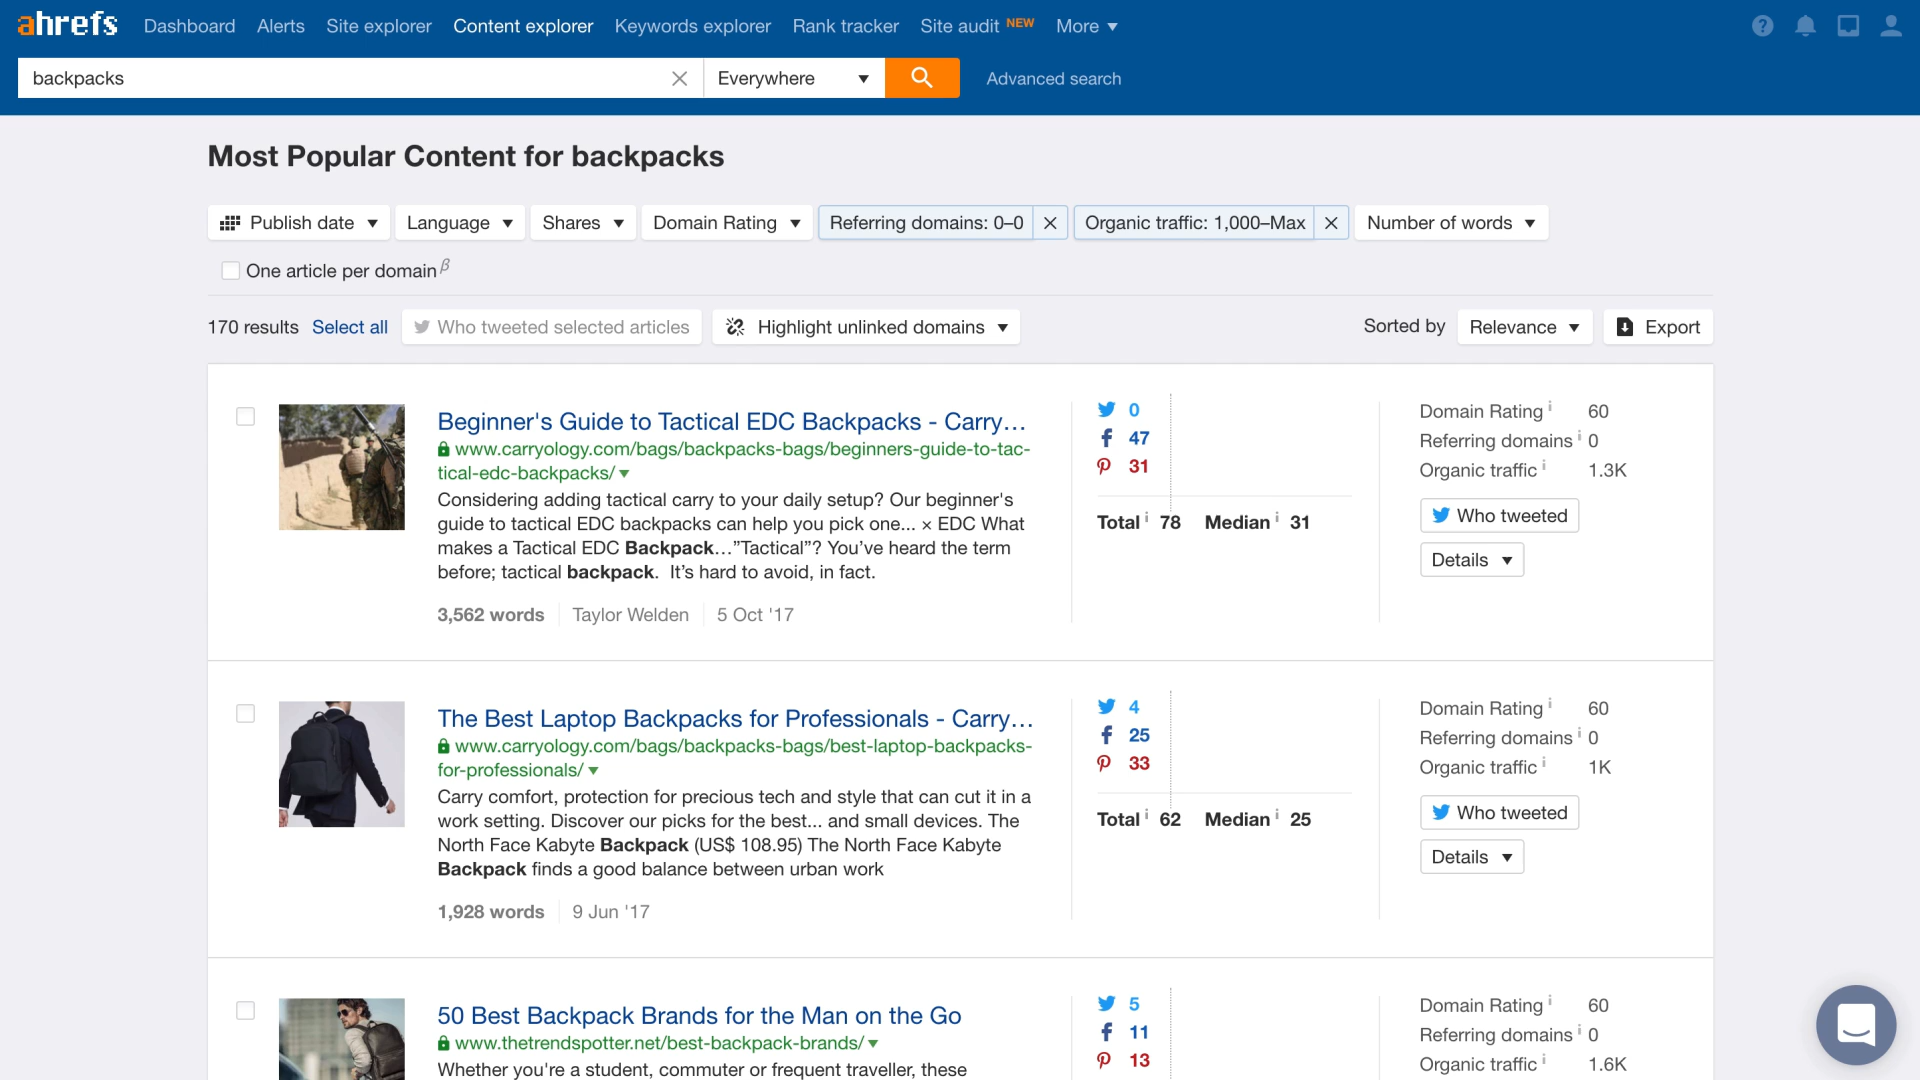 ahrefs Dashboard Alerts Site explorer Content explorer Keywords explorer Rank tracker Site audit NEW More
backpacks Everywhere Advanced search
Most Popular Content for backpacks
Publish date Language Shares Domain Rating Referring domains: 0–0 Organic traffic: 1,000–Max Number of words
One article per domain β
170 results Select all Who tweeted selected articles Highlight unlinked domains Sorted by Relevance Export
Beginner's Guide to Tactical EDC Backpacks - Carry…
www.carryology.com/bags/backpacks-bags/beginners-guide-to-tac-
tical-edc-backpacks/
Considering adding tactical carry to your daily setup? Our beginner's
guide to tactical EDC backpacks can help you pick one... × EDC What
makes a Tactical EDC Backpack…”Tactical”? You’ve heard the term
before; tactical backpack. It’s hard to avoid, in fact.
3,562 words Taylor Welden 5 Oct '17
0
47
31
Total i 78 Median i 31
Domain Rating i 60
Referring domains i 0
Organic traffic i 1.3K
Who tweeted
Details
The Best Laptop Backpacks for Professionals - Carry…
www.carryology.com/bags/backpacks-bags/best-laptop-backpacks-
for-professionals/
Carry comfort, protection for precious tech and style that can cut it in a
work setting. Discover our picks for the best... and small devices. The
North Face Kabyte Backpack (US$ 108.95) The North Face Kabyte
Backpack finds a good balance between urban work
1,928 words 9 Jun '17
4
25
33
Total i 62 Median i 25
Domain Rating i 60
Referring domains i 0
Organic traffic i 1K
Who tweeted
Details
50 Best Backpack Brands for the Man on the Go
www.thetrendspotter.net/best-backpack-brands/
Whether you're a student, commuter or frequent traveller, these
5
11
13
Domain Rating i 60
Referring domains i 0
Organic traffic i 1.6K